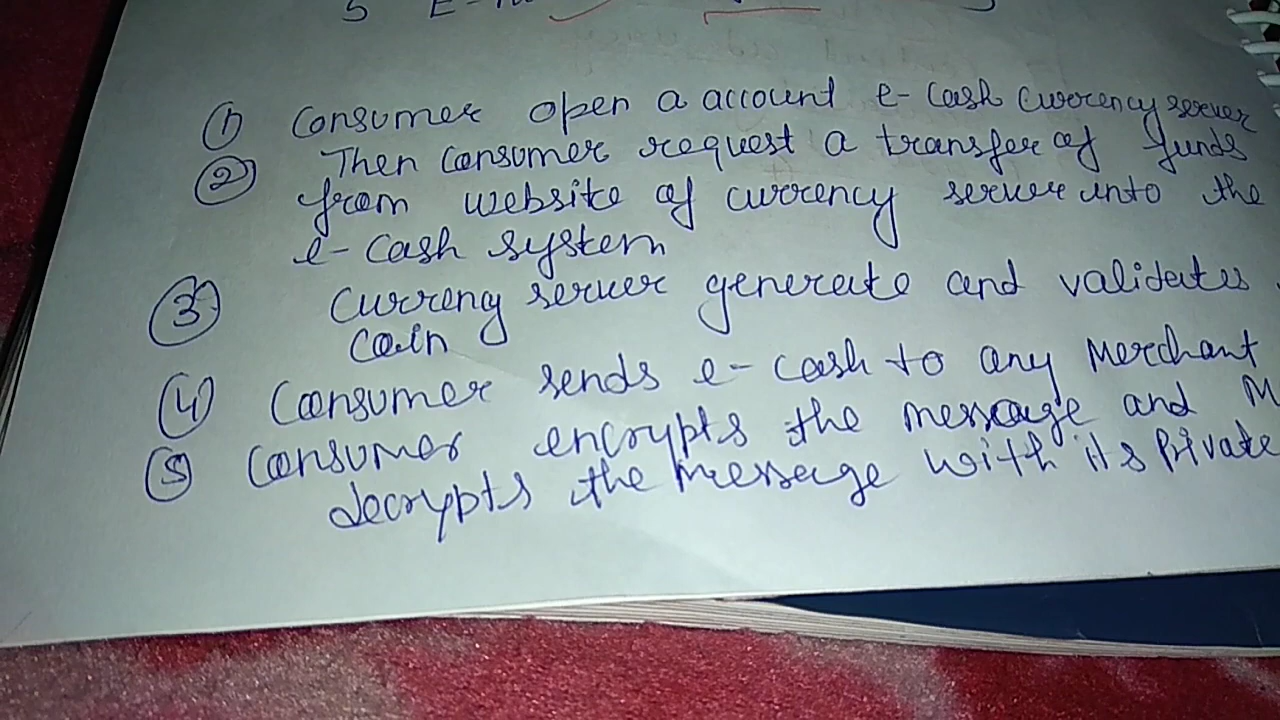 5 E-
① Consumer open a account e-cash currency server
② Then consumer request a transfer of funds
from website of currency server into the
e-cash system
③ Curreny server generate and validates
coin
④ Consumer sends e-cash to any Merchant
⑤ Consumer encrypts the message and M
decrypts the message with its Private